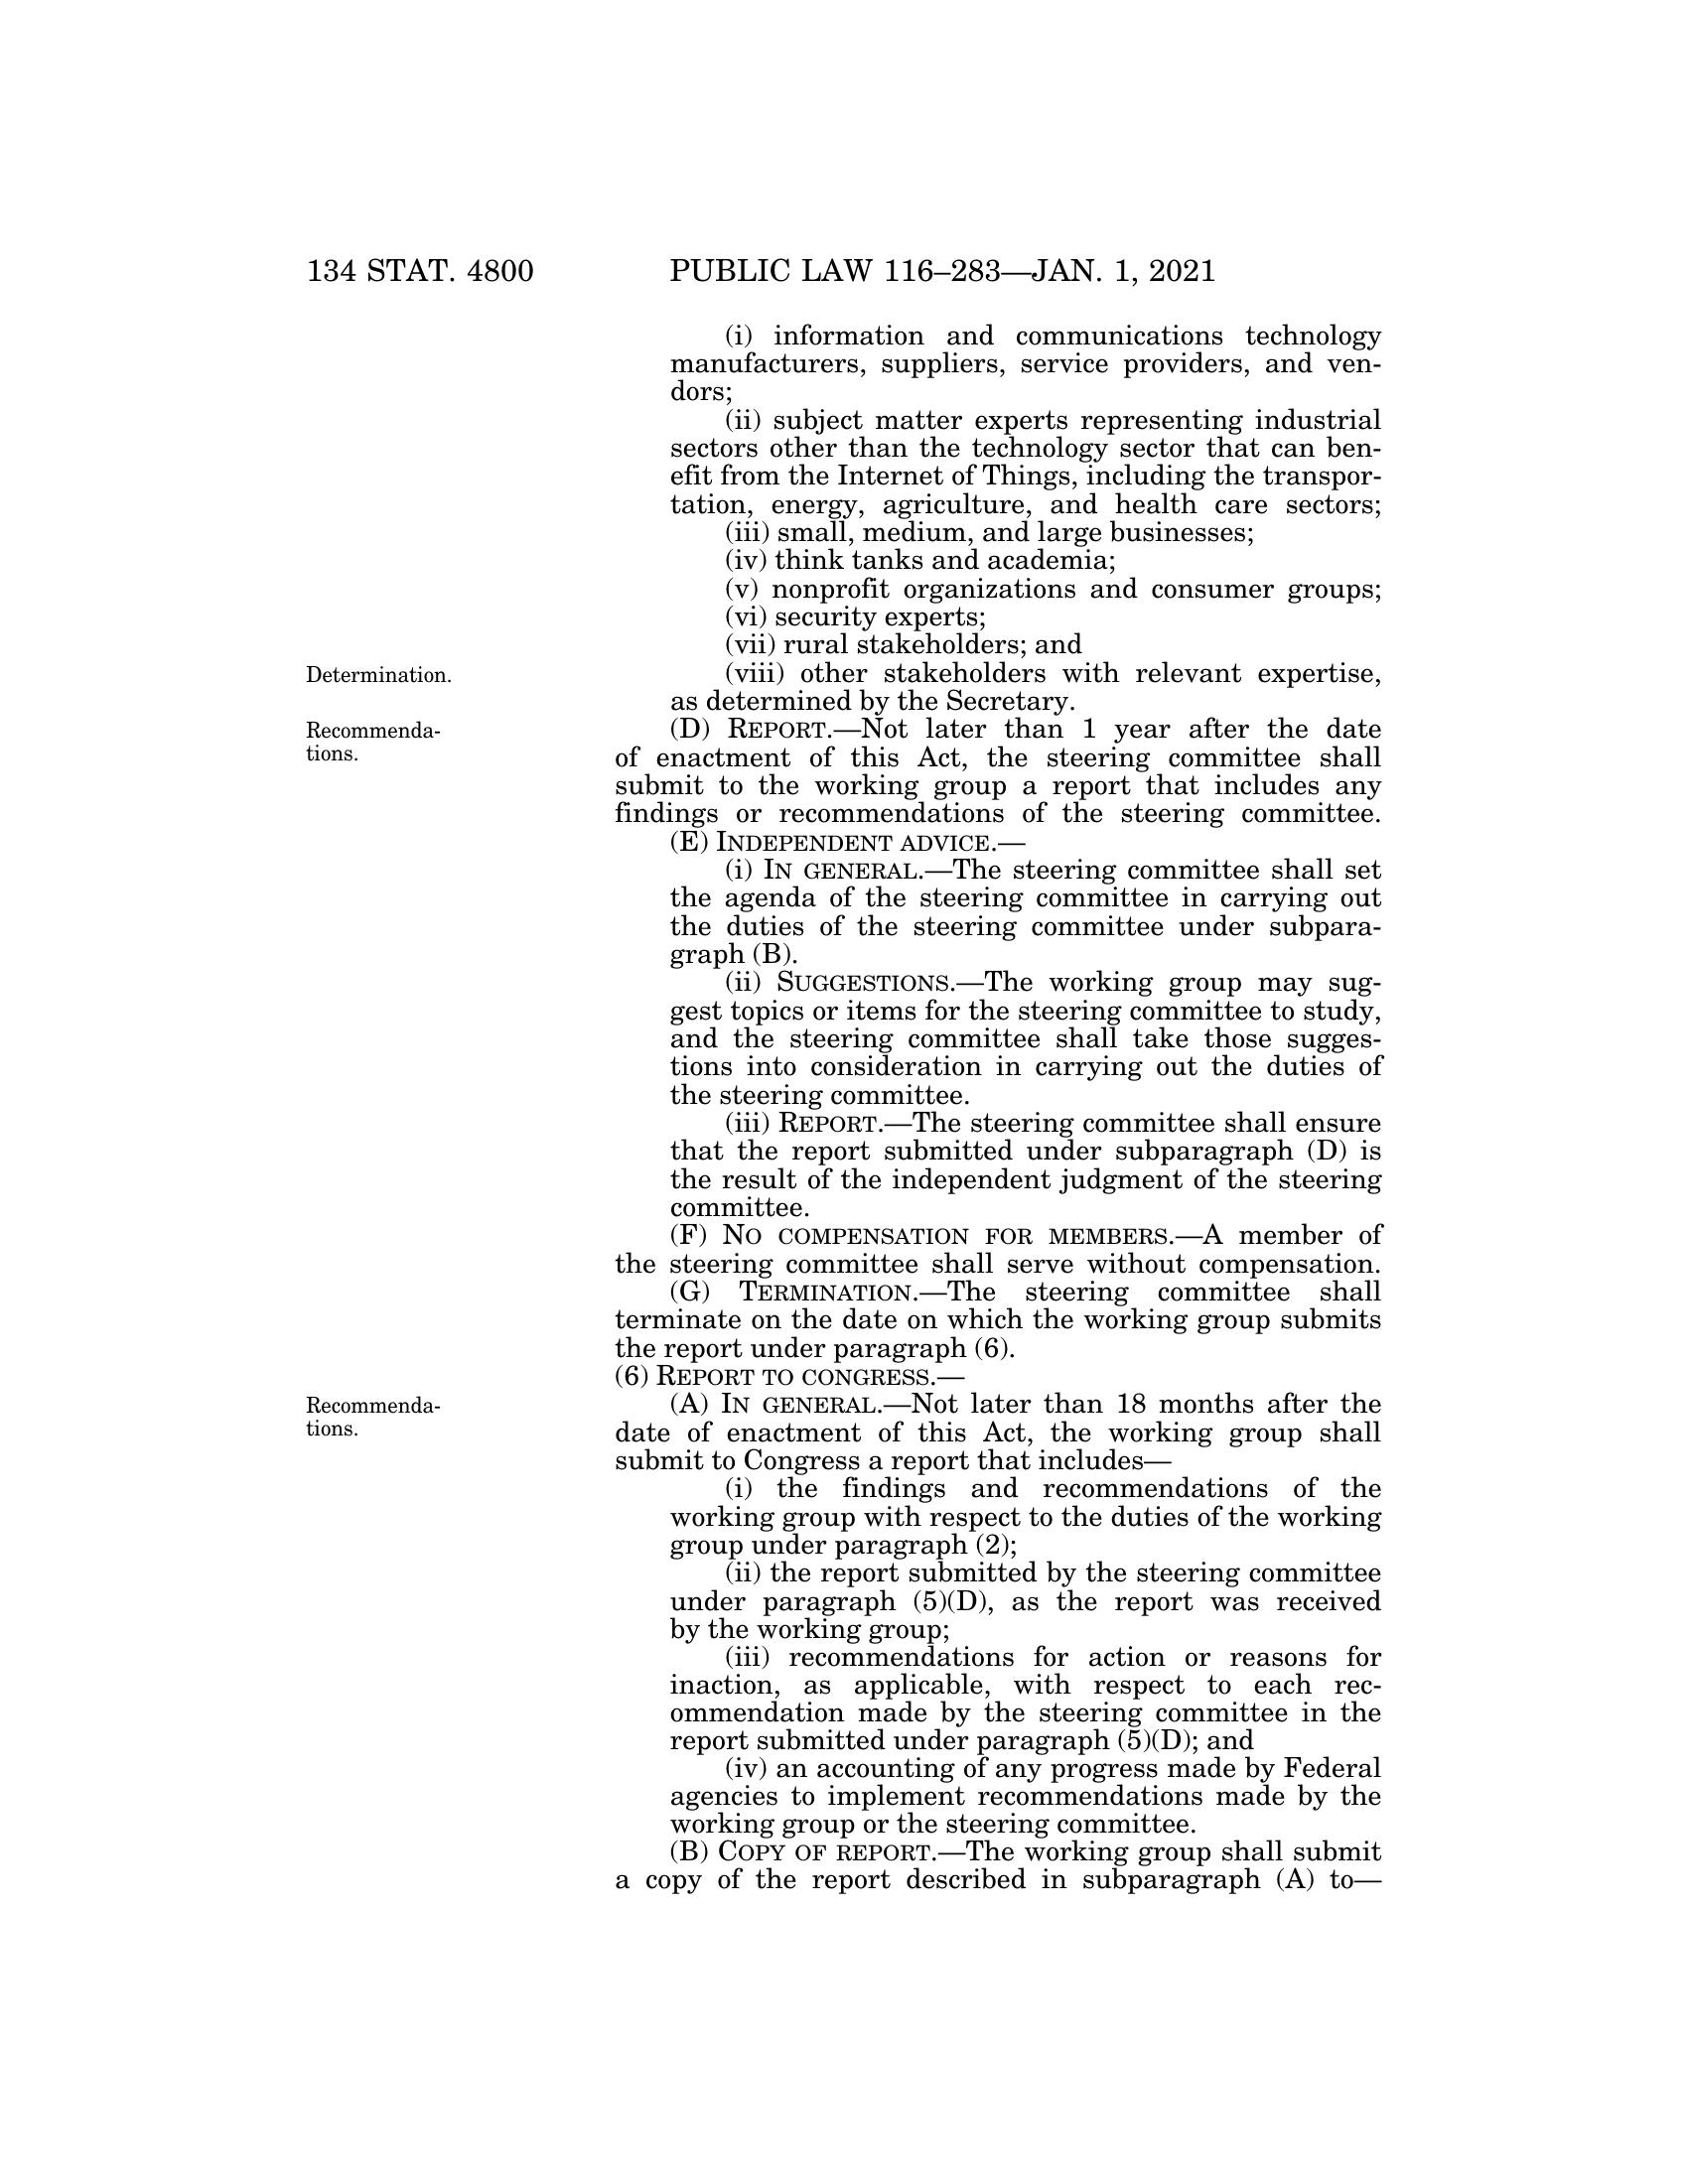 134 STAT. 4800 PUBLIC LAW 116–283—JAN. 1, 2021
(i) information and communications technology
manufacturers, suppliers, service providers, and ven-
dors;
(ii) subject matter experts representing industrial
sectors other than the technology sector that can ben-
efit from the Internet of Things, including the transpor-
tation, energy, agriculture, and health care sectors;
(iii) small, medium, and large businesses;
(iv) think tanks and academia;
(v) nonprofit organizations and consumer groups;
(vi) security experts;
(vii) rural stakeholders; and
Determination.
(viii) other stakeholders with relevant expertise,
as determined by the Secretary.
Recommenda-
tions.
(D) REPORT.—Not later than 1 year after the date
of enactment of this Act, the steering committee shall
submit to the working group a report that includes any
findings or recommendations of the steering committee.
(E) INDEPENDENT ADVICE.—
(i) IN GENERAL.—The steering committee shall set
the agenda of the steering committee in carrying out
the duties of the steering committee under subpara-
graph (B).
(ii) SUGGESTIONS.—The working group may sug-
gest topics or items for the steering committee to study,
and the steering committee shall take those sugges-
tions into consideration in carrying out the duties of
the steering committee.
(iii) REPORT.—The steering committee shall ensure
that the report submitted under subparagraph (D) is
the result of the independent judgment of the steering
committee.
(F) NO COMPENSATION FOR MEMBERS.—A member of
the steering committee shall serve without compensation.
(G) TERMINATION.—The steering committee shall
terminate on the date on which the working group submits
the report under paragraph (6).
(6) REPORT TO CONGRESS.—
Recommenda-
tions.
(A) IN GENERAL.—Not later than 18 months after the
date of enactment of this Act, the working group shall
submit to Congress a report that includes—
(i) the findings and recommendations of the
working group with respect to the duties of the working
group under paragraph (2);
(ii) the report submitted by the steering committee
under paragraph (5)(D), as the report was received
by the working group;
(iii) recommendations for action or reasons for
inaction, as applicable, with respect to each rec-
ommendation made by the steering committee in the
report submitted under paragraph (5)(D); and
(iv) an accounting of any progress made by Federal
agencies to implement recommendations made by the
working group or the steering committee.
(B) COPY OF REPORT.—The working group shall submit
a copy of the report described in subparagraph (A) to—